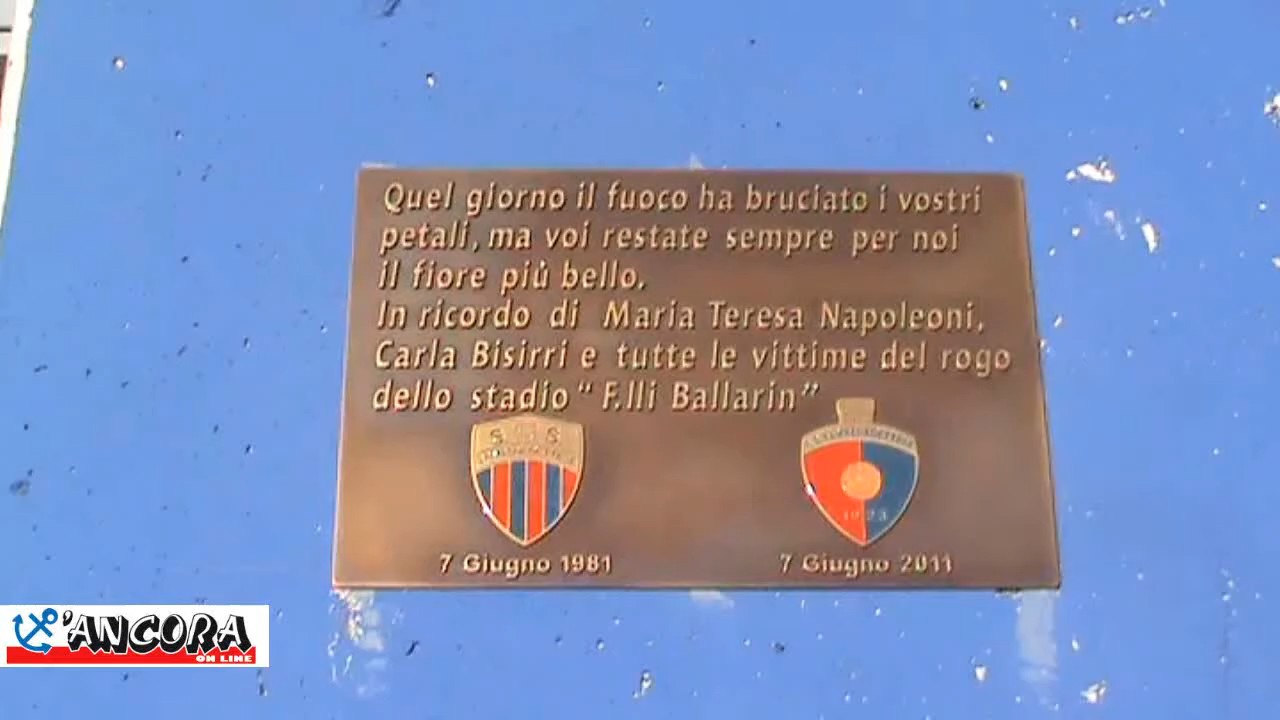 Quel giorno il fuoco ha bruciato i vostri
petali, ma voi restate sempre per noi
il fiore più bello.
In ricordo di Maria Teresa Napoleoni,
Carla Bisirri e tutte le vittime del rogo
dello stadio "F.lli Ballarin"
S S
1923
7 Giugno 1981
7 Giugno 2011
'ANCORA
ON LINE